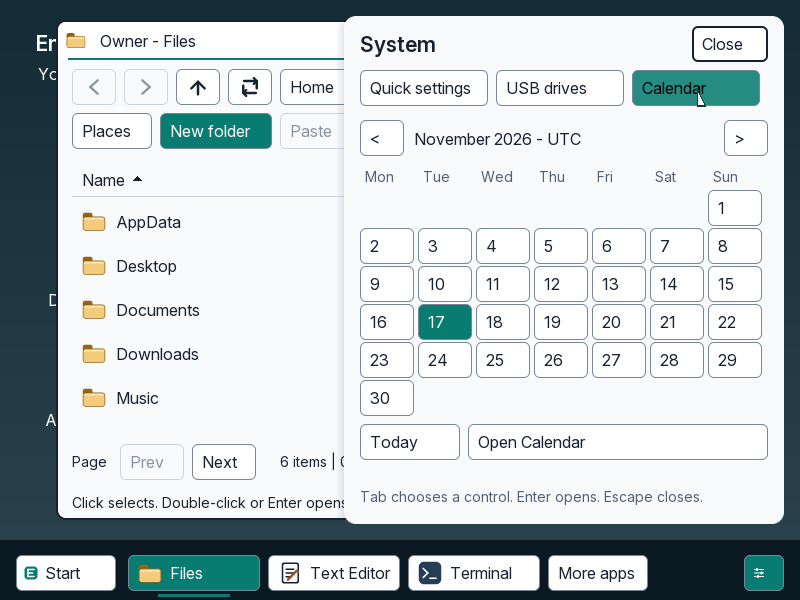 En
Yo
D
A
Owner - Files
Home
Places
New folder
Paste
Name
AppData
Desktop
Documents
Downloads
Music
Page
Prev
Next
6 items |
Click selects. Double-click or Enter opens
System
Close
Quick settings
USB drives
Calendar
<
November 2026 - UTC
>
Mon Tue Wed Thu Fri Sat Sun
1
2 3 4 5 6 7 8
9 10 11 12 13 14 15
16 17 18 19 20 21 22
23 24 25 26 27 28 29
30
Today
Open Calendar
Tab chooses a control. Enter opens. Escape closes.
Start
Files
Text Editor
Terminal
More apps